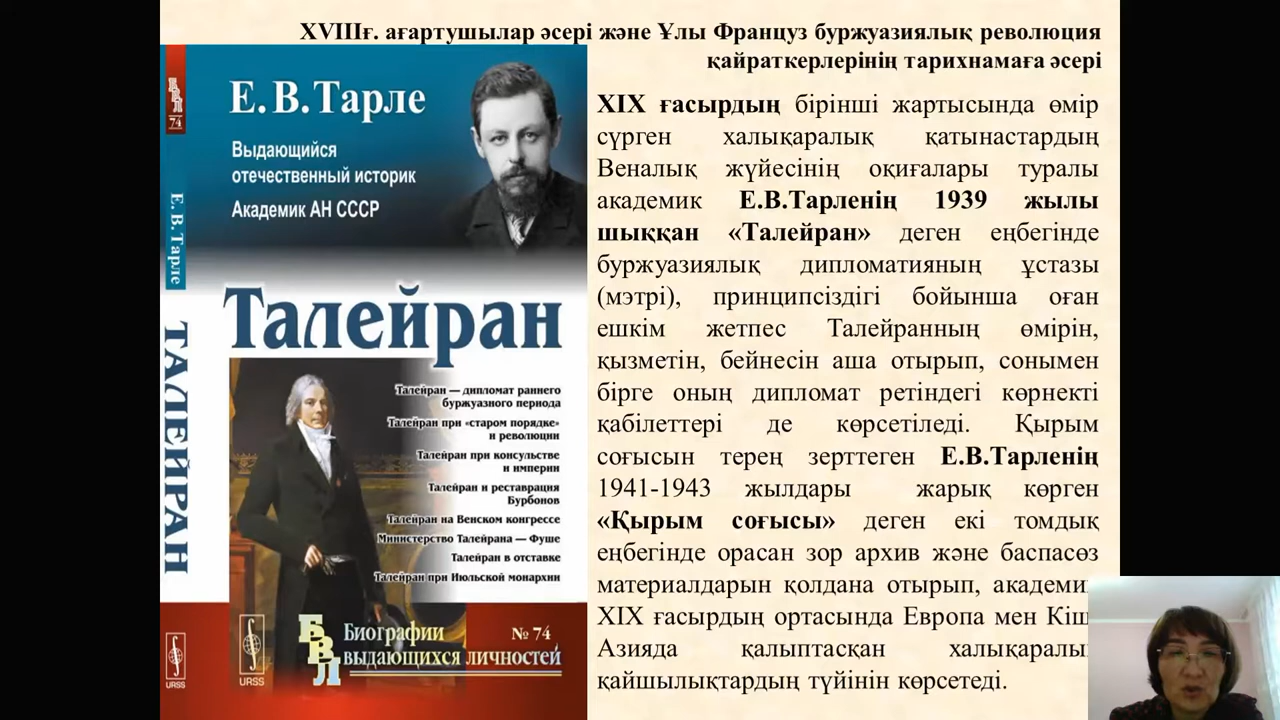 XVIIIғ. ағартушылар әсері және Ұлы Француз буржуазиялық революция
қайраткерлерінің тарихнамаға әсері
БВЛ
74
Е. В. Тарле
ТАЛЕЙРАН
URSS
Е. В. Тарле
Выдающийся
отечественный историк
Академик АН СССР
Талейран
Талейран — дипломат раннего
буржуазного периода
Талейран при «старом порядке»
и революции
Талейран при консульстве
и империи
Талейран и реставрация
Бурбонов
Талейран на Венском конгрессе
Министерство Талейрана — Фуше
Талейран в отставке
Талейран при Июльской монархии
URSS
БВЛ
Биографии
выдающихся личностей
№ 74
XIX ғасырдың бірінші жартысында өмір
сүрген халықаралық қатынастардың
Веналық жүйесінің оқиғалары туралы
академик Е.В.Тарленің 1939 жылы
шыққан «Талейран» деген еңбегінде
буржуазиялық дипломатияның ұстазы
(мэтрі), принципсіздігі бойынша оған
ешкім жетпес Талейранның өмірін,
қызметін, бейнесін аша отырып, сонымен
бірге оның дипломат ретіндегі көрнекті
қабілеттері де көрсетіледі. Қырым
соғысын терең зерттеген Е.В.Тарленің
1941-1943 жылдары жарық көрген
«Қырым соғысы» деген екі томдық
еңбегінде орасан зор архив және баспасөз
материалдарын қолдана отырып,
XIX ғасырдың ортасында Европа мен
Азияда қалыптасқан
қайшылықтардың түйінін көрсетеді.